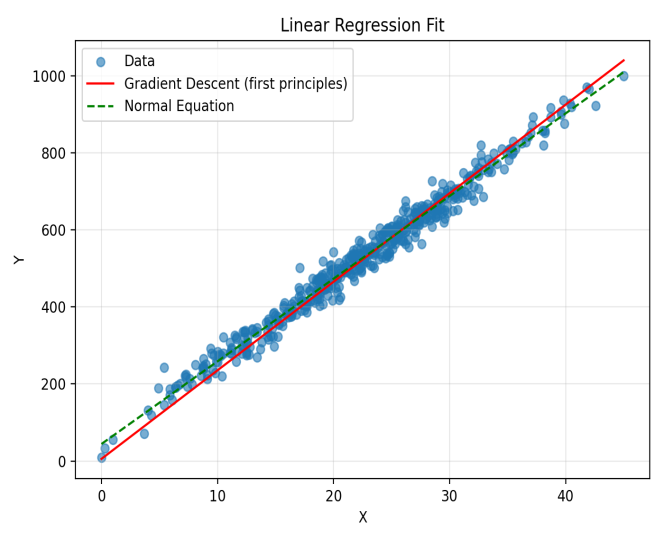 Linear Regression Fit
Data
Gradient Descent (first principles)
Normal Equation
1000
800
600
400
200
0
Y
0 10 20 30 40
X